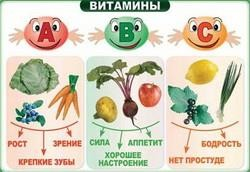 ВИТАМИНЫ
А В С
РОСТ ЗРЕНИЕ
КРЕПКИЕ ЗУБЫ
СИЛА АППЕТИТ
ХОРОШЕЕ
НАСТРОЕНИЕ
БОДРОСТЬ
НЕТ ПРОСТУДЕ